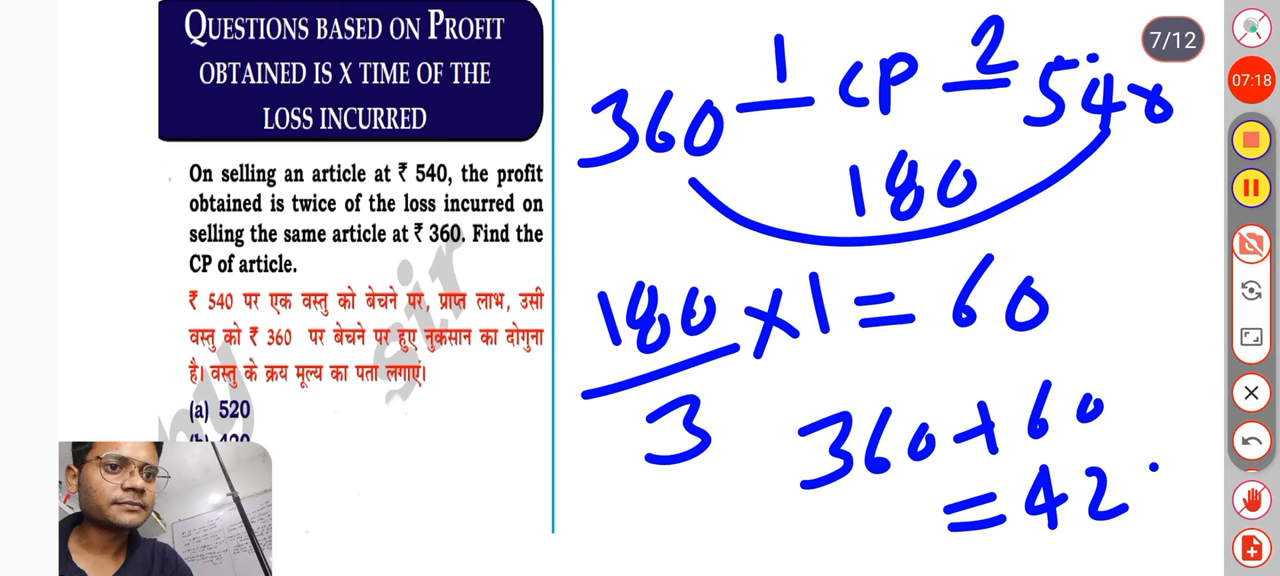 QUESTIONS BASED ON PROFIT
OBTAINED IS X TIME OF THE
LOSS INCURRED
On selling an article at ₹ 540, the profit
obtained is twice of the loss incurred on
selling the same article at ₹ 360. Find the
CP of article.
₹ 540 पर एक वस्तु को बेचने पर, प्राप्त लाभ, उसी
वस्तु को ₹ 360 पर बेचने पर हुए नुकसान का दोगुना
है। वस्तु के क्रय मूल्य का पता लगाएं।
(a) 520
sir
1 2
360 — CP — 540
180
180/3 × 1 = 60
360 + 60
= 42
7/12
07:18